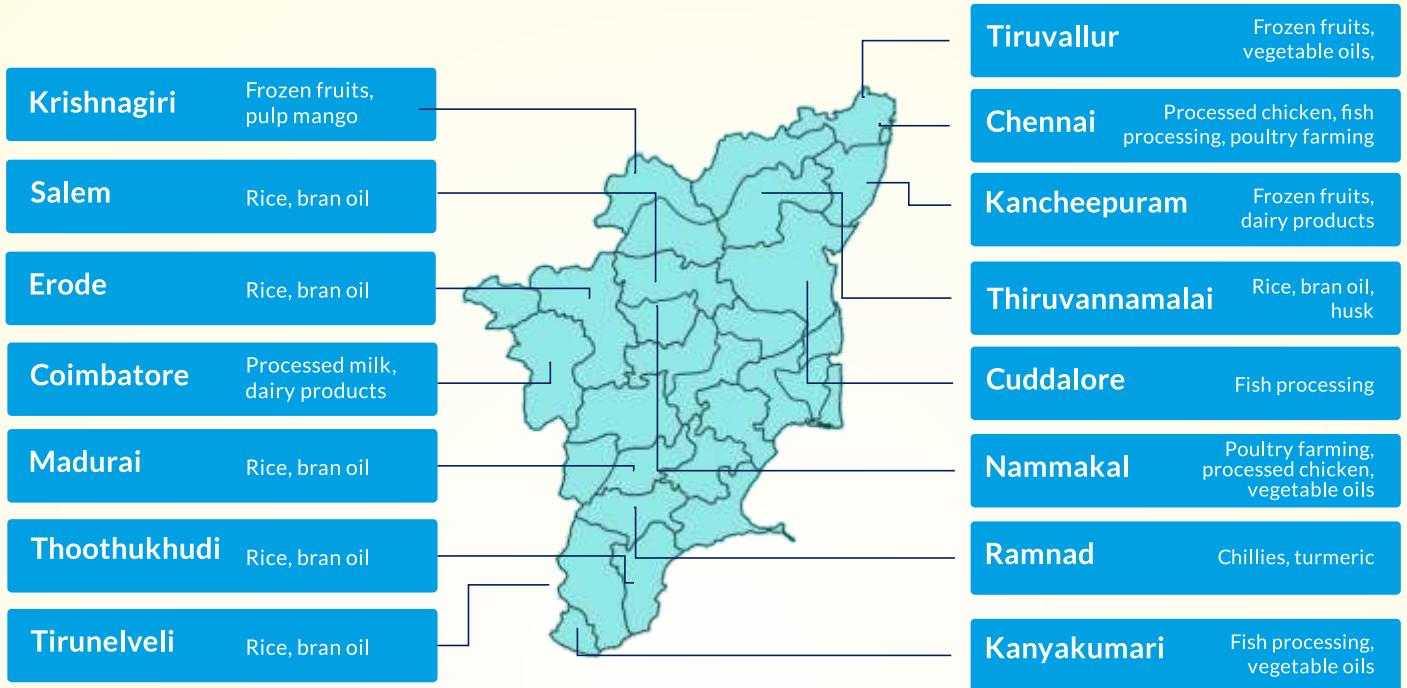 Krishnagiri
Frozen fruits,
pulp mango
Salem
Rice, bran oil
Erode
Rice, bran oil
Coimbatore
Processed milk,
dairy products
Madurai
Rice, bran oil
Thoothukhudi
Rice, bran oil
Tirunelveli
Rice, bran oil
Tiruvallur
Frozen fruits,
vegetable oils,
Chennai
Processed chicken, fish
processing, poultry farming
Kancheepuram
Frozen fruits,
dairy products
Thiruvannamalai
Rice, bran oil,
husk
Cuddalore
Fish processing
Nammakal
Poultry farming,
processed chicken,
vegetable oils
Ramnad
Chillies, turmeric
Kanyakumari
Fish processing,
vegetable oils